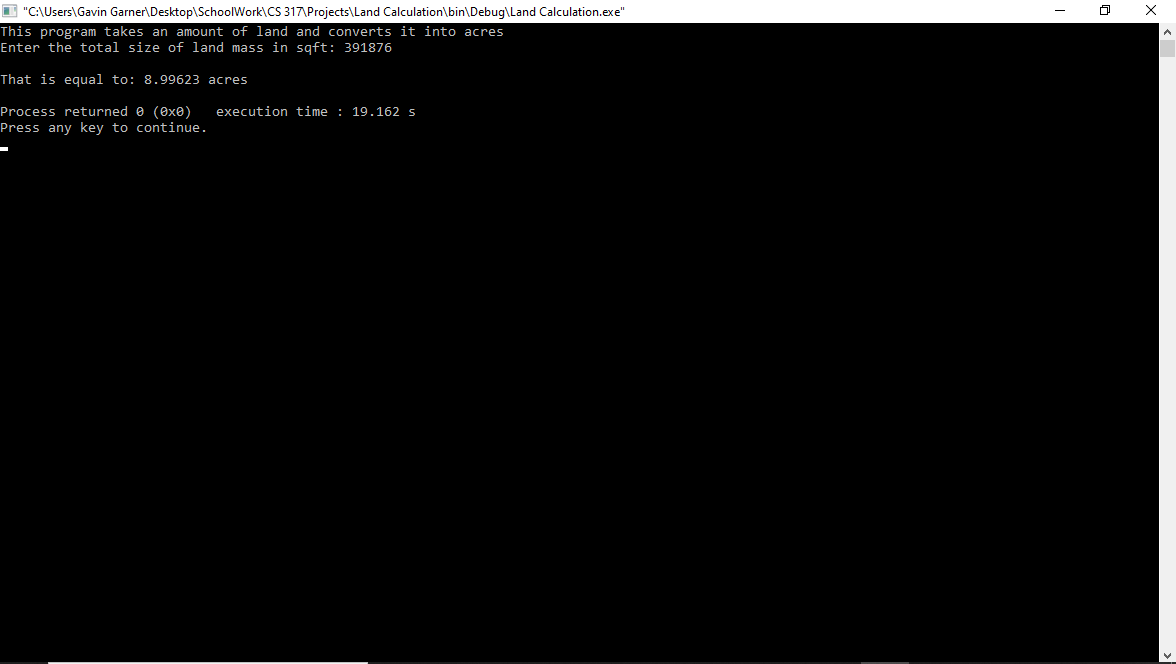 "C:\Users\Gavin Garner\Desktop\SchoolWork\CS 317\Projects\Land Calculation\bin\Debug\Land Calculation.exe"
This program takes an amount of land and converts it into acres
Enter the total size of land mass in sqft: 391876
That is equal to: 8.99623 acres
Process returned 0 (0x0)   execution time : 19.162 s
Press any key to continue.